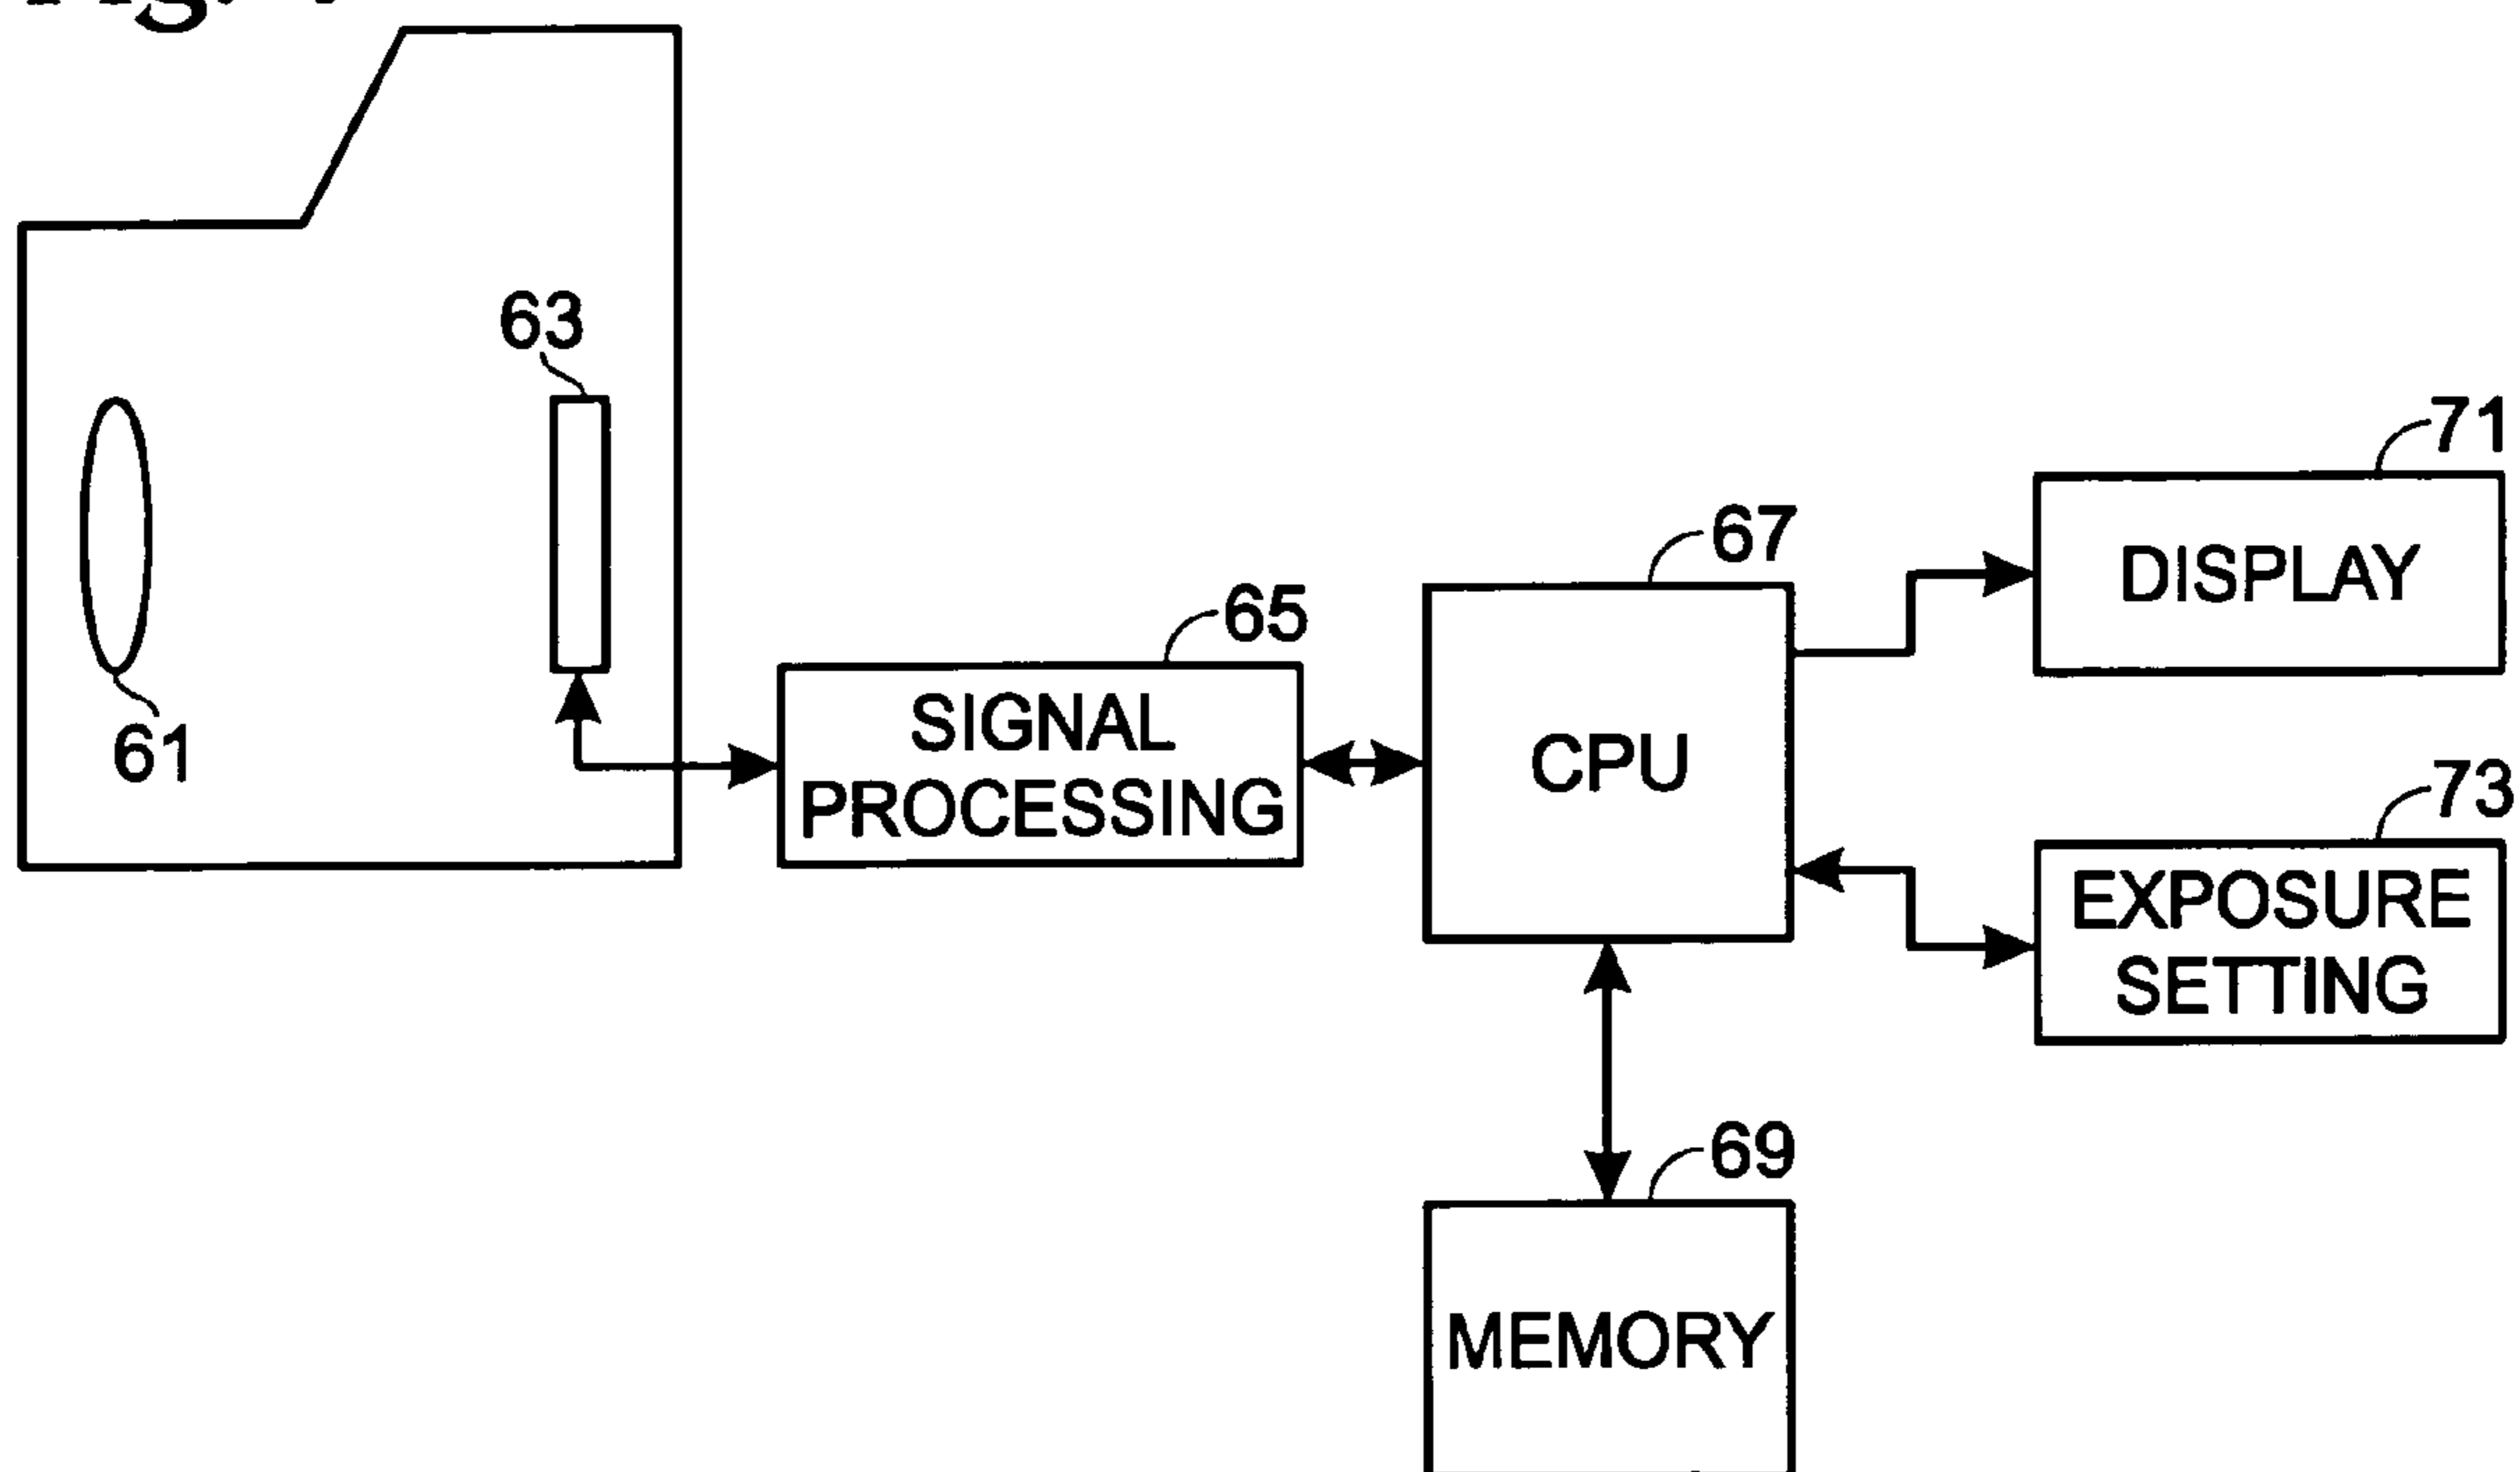 63
71
67
DISPLAY
65
61
SIGNAL
PROCESSING
CPU
73
EXPOSURE
SETTING
69
MEMORY